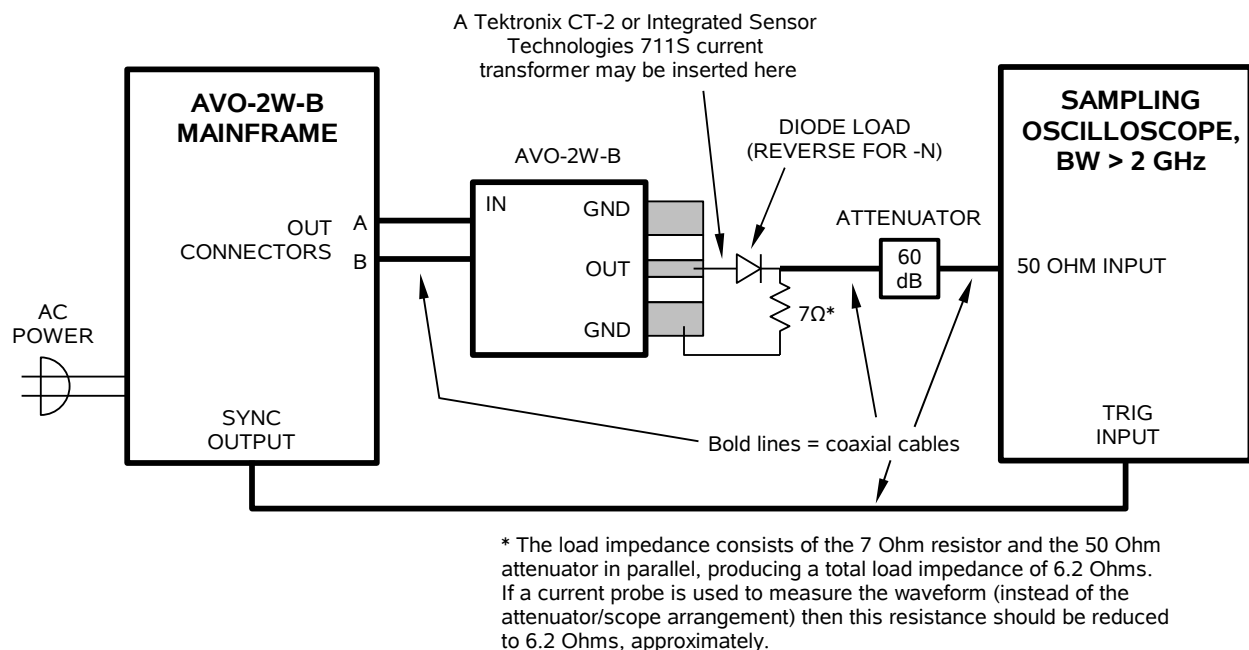 A Tektronix CT-2 or Integrated Sensor
Technologies 711S current
transformer may be inserted here
AVO-2W-B
MAINFRAME
SAMPLING
OSCILLOSCOPE,
BW > 2 GHz
DIODE LOAD
(REVERSE FOR -N)
AVO-2W-B
IN
GND
OUT
GND
OUT
CONNECTORS
A
B
ATTENUATOR
60
dB
50 OHM INPUT
7Ω*
AC
POWER
SYNC
OUTPUT
TRIG
INPUT
Bold lines = coaxial cables
* The load impedance consists of the 7 Ohm resistor and the 50 Ohm
attenuator in parallel, producing a total load impedance of 6.2 Ohms.
If a current probe is used to measure the waveform (instead of the
attenuator/scope arrangement) then this resistance should be reduced
to 6.2 Ohms, approximately.